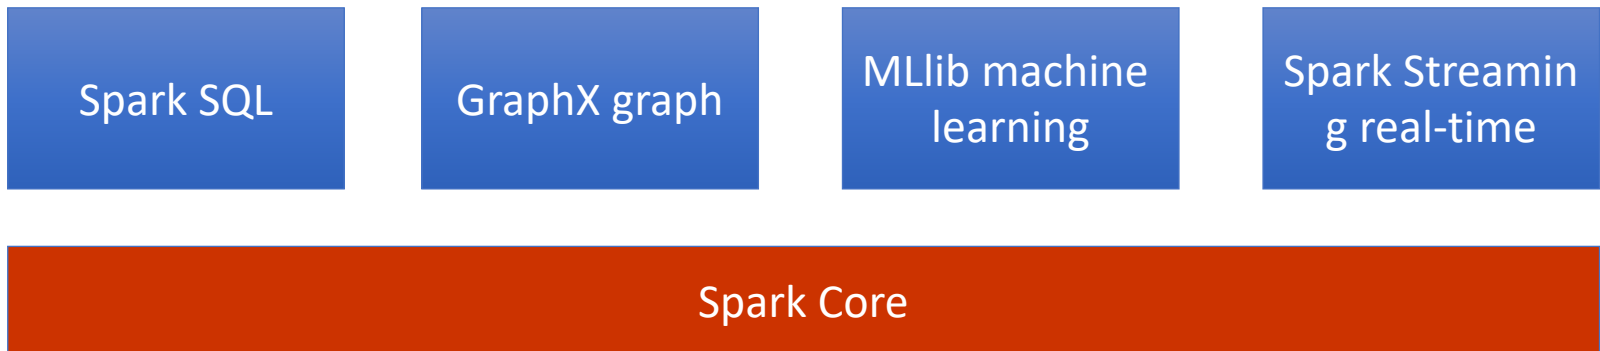 Spark SQL
GraphX graph
MLlib machine
learning
Spark Streamin
g real-time
Spark Core